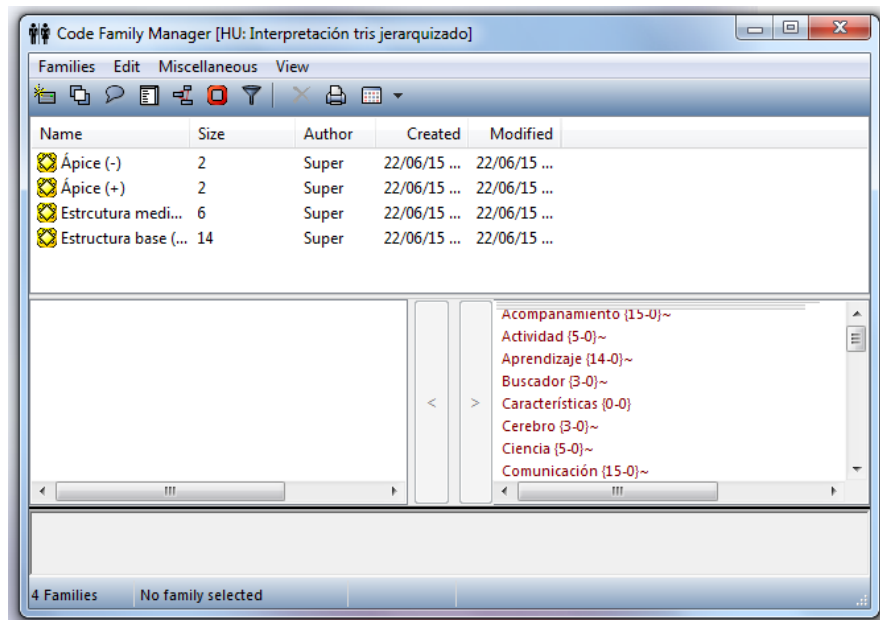 Code Family Manager [HU: Interpretación tris jerarquizado]
Families Edit Miscellaneous View
Name Size Author Created Modified
Ápice (-) 2 Super 22/06/15 ... 22/06/15 ...
Ápice (+) 2 Super 22/06/15 ... 22/06/15 ...
Estrcutura medi... 6 Super 22/06/15 ... 22/06/15 ...
Estructura base (... 14 Super 22/06/15 ... 22/06/15 ...
< >
Acompanamiento {15-0}~
Actividad {5-0}~
Aprendizaje {14-0}~
Buscador {3-0}~
Características {0-0}
Cerebro {3-0}~
Ciencia {5-0}~
Comunicación {15-0}~
4 Families No family selected